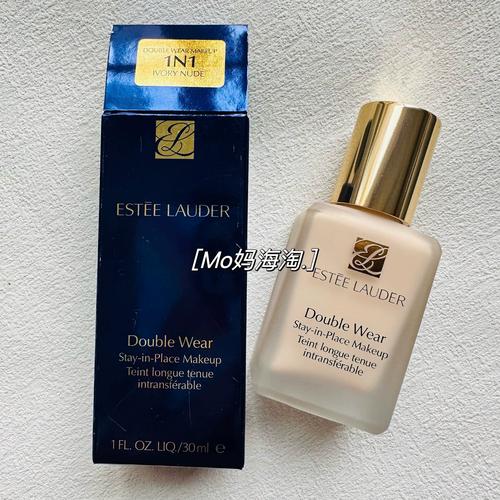 DOUBLE WEAR MAKEUP
1N1
IVORY NUDE
ESTĒE LAUDER
Double Wear
Stay-in-Place Makeup
Teint longue tenue
intransférable
1 FL. OZ. LIQ./30 ml e
[Mo妈海淘.]
ESTĒE LAUDER
Double Wear
Stay-in-Place Makeup
Teint longue tenue
intransférable